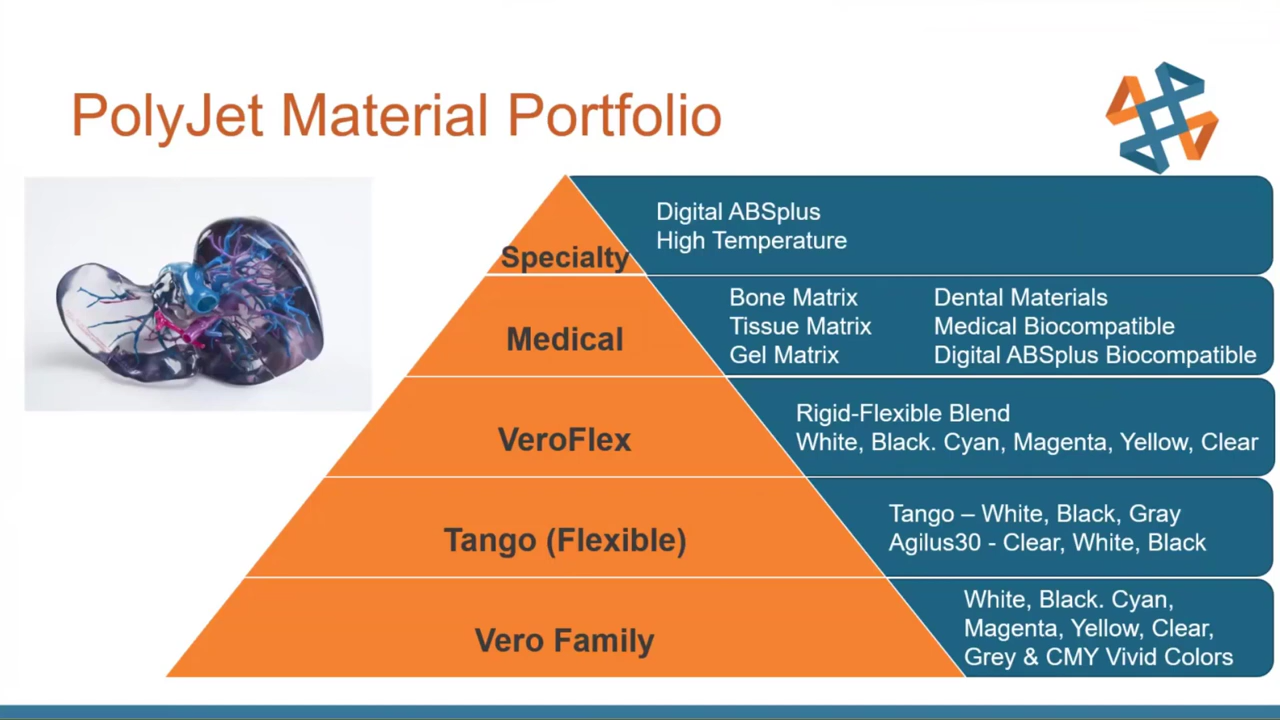 PolyJet Material Portfolio
Specialty
Digital ABSplus
High Temperature
Medical
Bone Matrix
Tissue Matrix
Gel Matrix
Dental Materials
Medical Biocompatible
Digital ABSplus Biocompatible
VeroFlex
Rigid-Flexible Blend
White, Black. Cyan, Magenta, Yellow, Clear
Tango (Flexible)
Tango – White, Black, Gray
Agilus30 - Clear, White, Black
Vero Family
White, Black. Cyan,
Magenta, Yellow, Clear,
Grey & CMY Vivid Colors